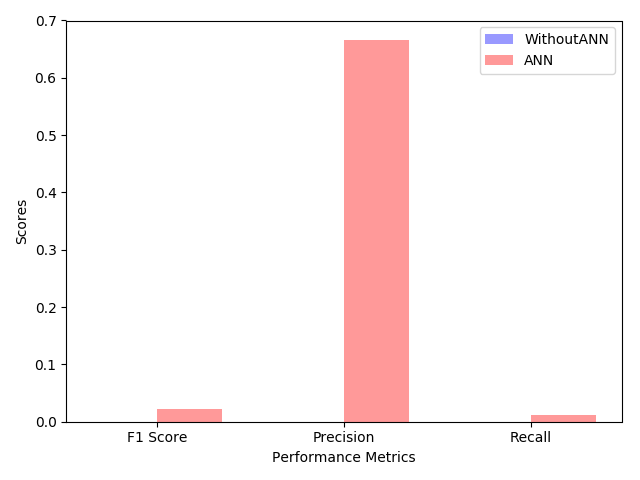 WithoutANN
ANN
0.7
0.6
0.5
0.4
0.3
0.2
0.1
0.0
Scores
F1 Score
Precision
Recall
Performance Metrics